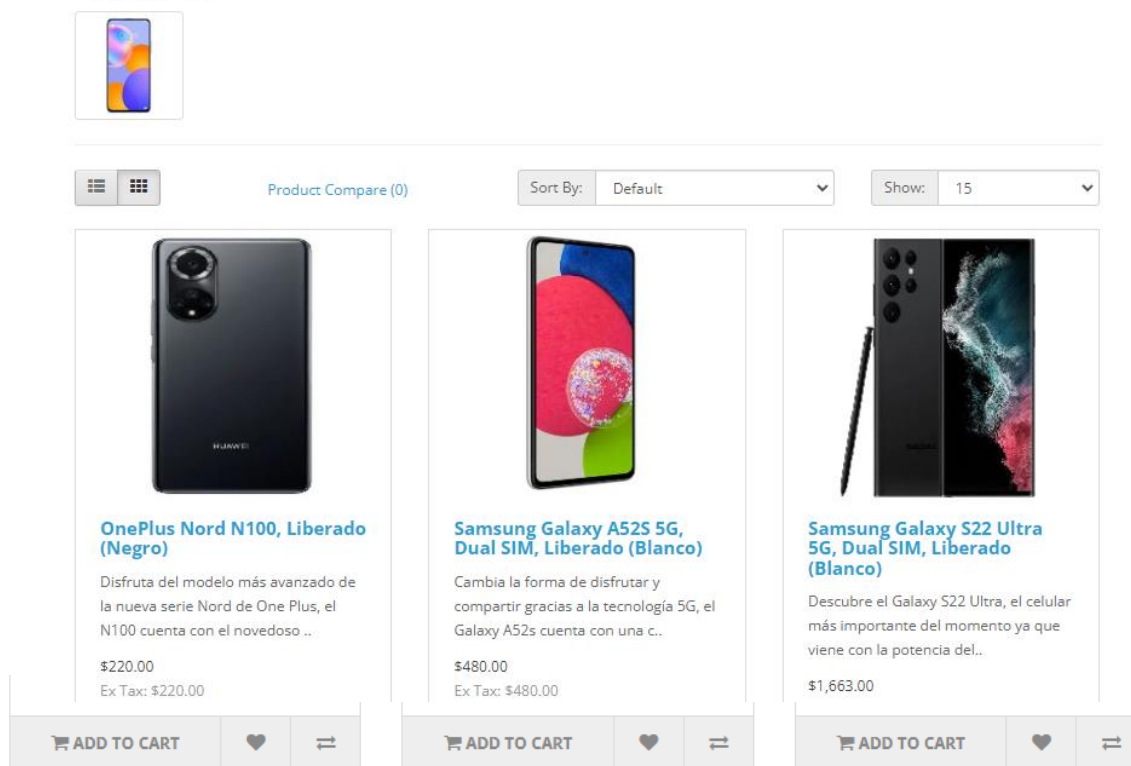 Product Compare (0)
Sort By:
Default
Show:
15
HUAWEI
OnePlus Nord N100, Liberado
(Negro)
Disfruta del modelo más avanzado de
la nueva serie Nord de One Plus, el
N100 cuenta con el novedoso ..
$220.00
Ex Tax: $220.00
ADD TO CART
Samsung Galaxy A52S 5G,
Dual SIM, Liberado (Blanco)
Cambia la forma de disfrutar y
compartir gracias a la tecnología 5G, el
Galaxy A52s cuenta con una c..
$480.00
Ex Tax: $480.00
ADD TO CART
Samsung Galaxy S22 Ultra
5G, Dual SIM, Liberado
(Blanco)
Descubre el Galaxy S22 Ultra, el celular
más importante del momento ya que
viene con la potencia del..
$1,663.00
ADD TO CART